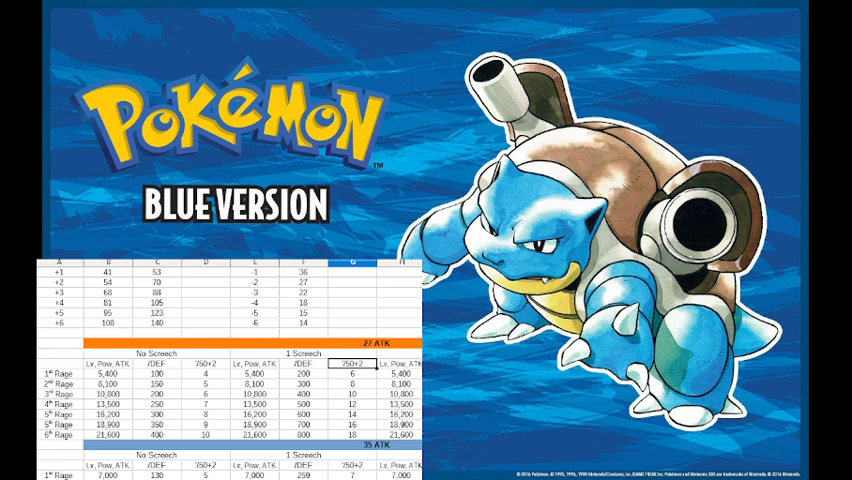 POKéMON
TM
BLUE VERSION
A B C D E F G H
+1 41 53 -1 36
+2 54 70 -2 27
+3 68 88 -3 22
+4 81 105 -4 18
+5 95 123 -5 15
+6 108 140 -6 14
27 ATK
No Screech 1 Screech
Lv, Pow, ATK /DEF ?/50+2 Lv, Pow, ATK /DEF ?/50+2 Lv, Pow, ATK
1st Rage 5,400 100 4 5,400 200 6 5,400
2nd Rage 8,100 150 5 8,100 300 8 8,100
3rd Rage 10,800 200 6 10,800 400 10 10,800
4th Rage 13,500 250 7 13,500 500 12 13,500
5th Rage 16,200 300 8 16,200 600 14 16,200
5th Rage 18,900 350 9 18,900 700 16 18,900
6th Rage 21,600 400 10 21,600 800 18 21,600
35 ATK
No Screech 1 Screech
Lv, Pow, ATK /DEF ?/50+2 Lv, Pow, ATK /DEF ?/50+2 Lv, Pow, ATK
1st Rage 7,000 130 5 7,000 259 7 7,000